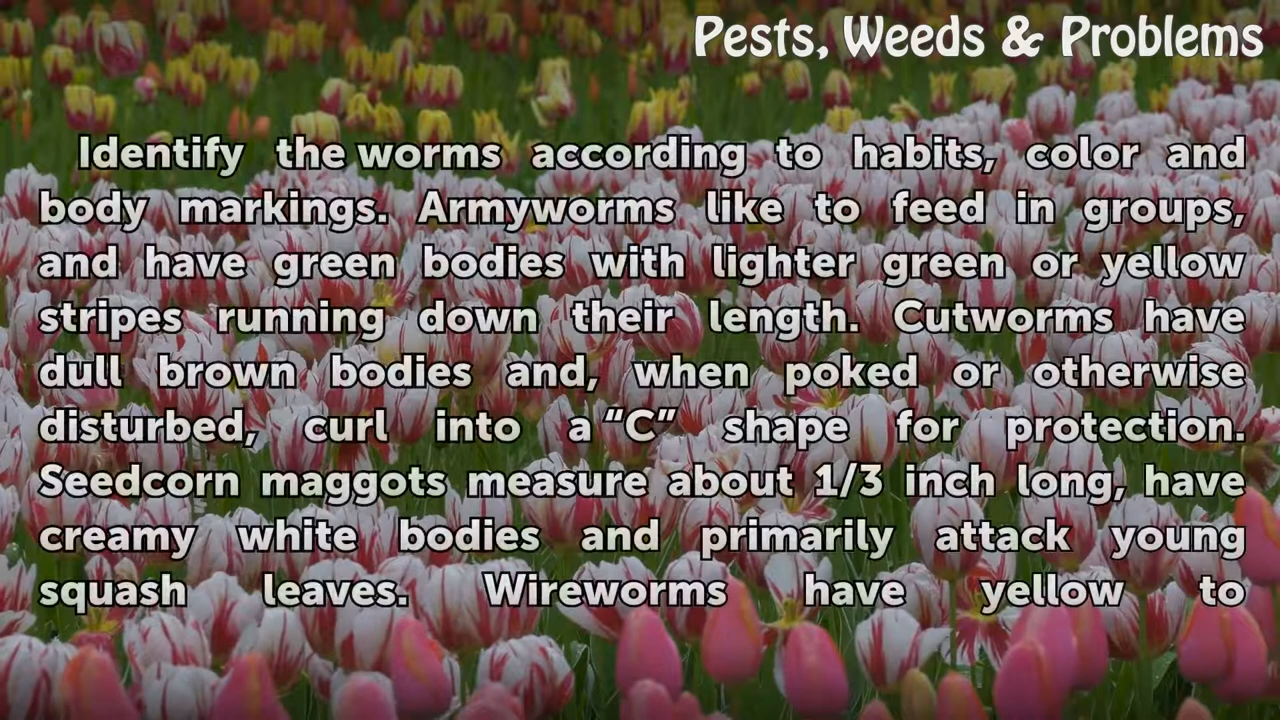 Pests, Weeds & Problems
Identify the worms according to habits, color and
body markings. Armyworms like to feed in groups,
and have green bodies with lighter green or yellow
stripes running down their length. Cutworms have
dull brown bodies and, when poked or otherwise
disturbed, curl into a “C” shape for protection.
Seedcorn maggots measure about 1/3 inch long, have
creamy white bodies and primarily attack young
squash leaves. Wireworms have yellow to